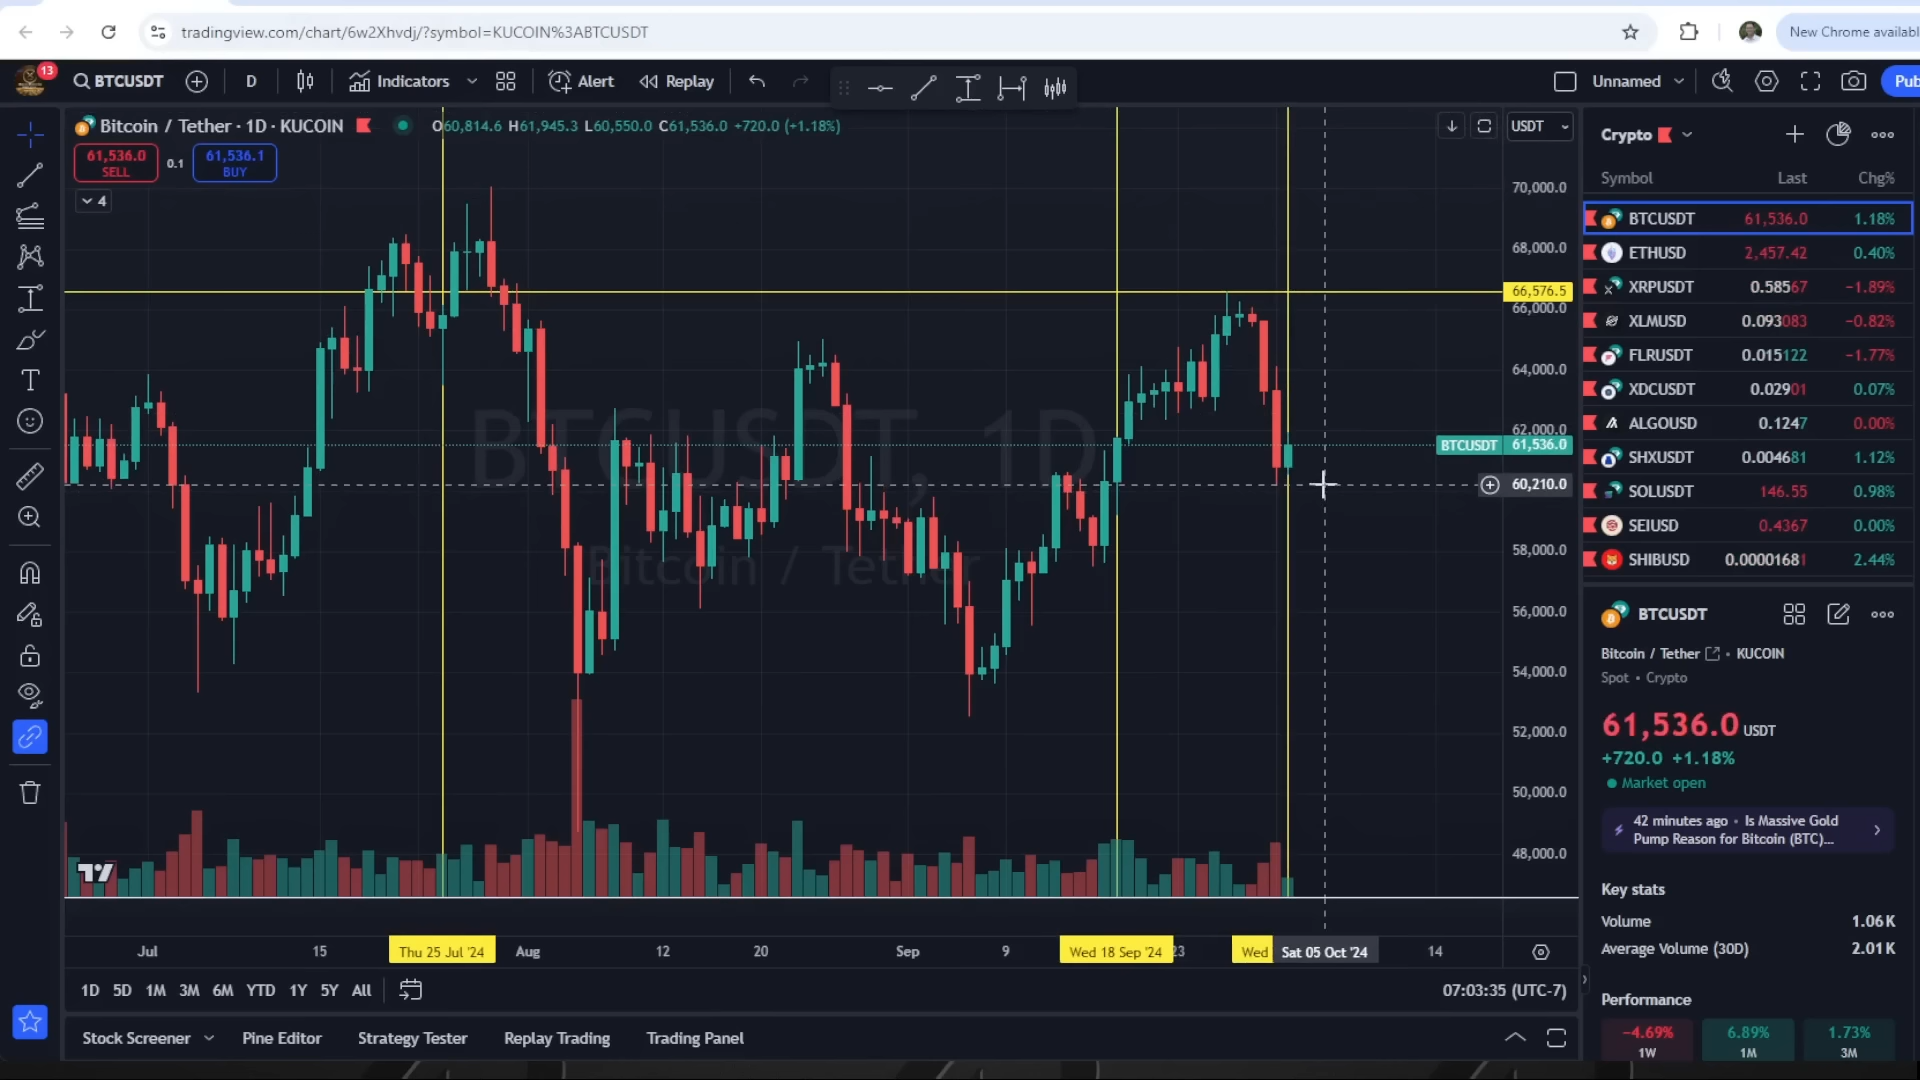 tradingview.com/chart/6w2Xhvdj/?symbol=KUCOIN%3ABTCUSDT
New Chrome availabl
13
BTCUSDT
D
Indicators
Alert
Replay
Unnamed
Pub
Bitcoin / Tether · 1D · KUCOIN
O60,814.6 H61,945.3 L60,550.0 C61,536.0 +720.0 (+1.18%)
USDT
61,536.0
SELL
0.1
61,536.1
BUY
4
BTCUSDT, 1D
Bitcoin / Tether
70,000.0
68,000.0
66,576.5
66,000.0
64,000.0
62,000.0
BTCUSDT 61,536.0
60,210.0
58,000.0
56,000.0
54,000.0
52,000.0
50,000.0
48,000.0
Jul
15
Thu 25 Jul '24
Aug
12
20
Sep
9
Wed 18 Sep '24
23
Wed
Sat 05 Oct '24
14
1D 5D 1M 3M 6M YTD 1Y 5Y All
07:03:35 (UTC-7)
Stock Screener
Pine Editor
Strategy Tester
Replay Trading
Trading Panel
Crypto
Symbol Last Chg%
BTCUSDT 61,536.0 1.18%
ETHUSD 2,457.42 0.40%
XRPUSDT 0.58567 −1.89%
XLMUSD 0.093083 −0.82%
FLRUSDT 0.015122 −1.77%
XDCUSDT 0.02901 0.07%
ALGOUSD 0.1247 0.00%
SHXUSDT 0.004681 1.12%
SOLUSDT 146.55 0.98%
SEIUSD 0.4367 0.00%
SHIBUSD 0.00001681 2.44%
BTCUSDT
Bitcoin / Tether • KUCOIN
Spot • Crypto
61,536.0 USDT
+720.0 +1.18%
Market open
42 minutes ago • Is Massive Gold
Pump Reason for Bitcoin (BTC)...
Key stats
Volume 1.06K
Average Volume (30D) 2.01K
Performance
−4.69% 6.89% 1.73%
1W 1M 3M